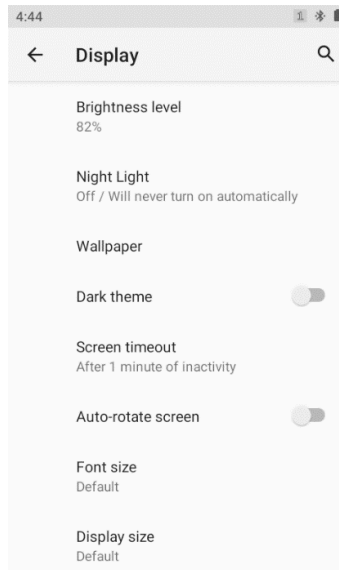 4:44
Display
Brightness level
82%
Night Light
Off / Will never turn on automatically
Wallpaper
Dark theme
Screen timeout
After 1 minute of inactivity
Auto-rotate screen
Font size
Default
Display size
Default